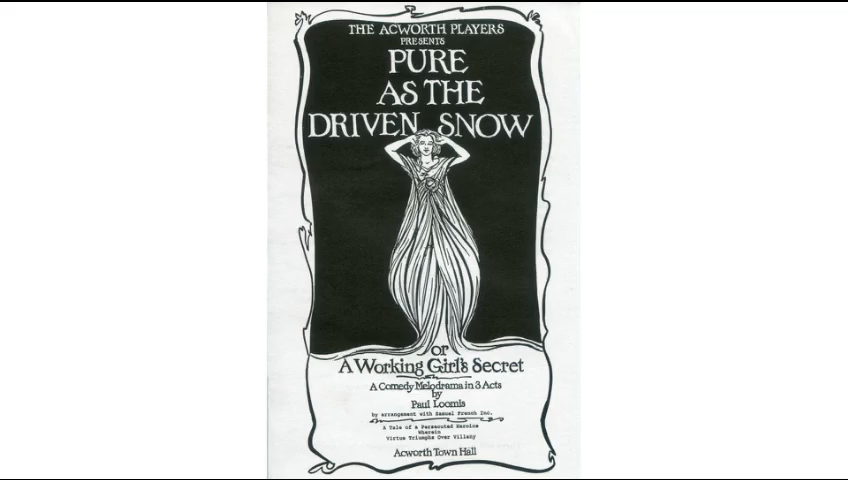 THE ACWORTH PLAYERS
PRESENTS
PURE
AS THE
DRIVEN SNOW
or
A Working Girl's Secret
A Comedy Melodrama in 3 Acts
by
Paul Loomis
by arrangement with Samuel French Inc.
A Tale of a Persecuted Heroine
Wherein
Virtue Triumphs Over Villany
Acworth Town Hall